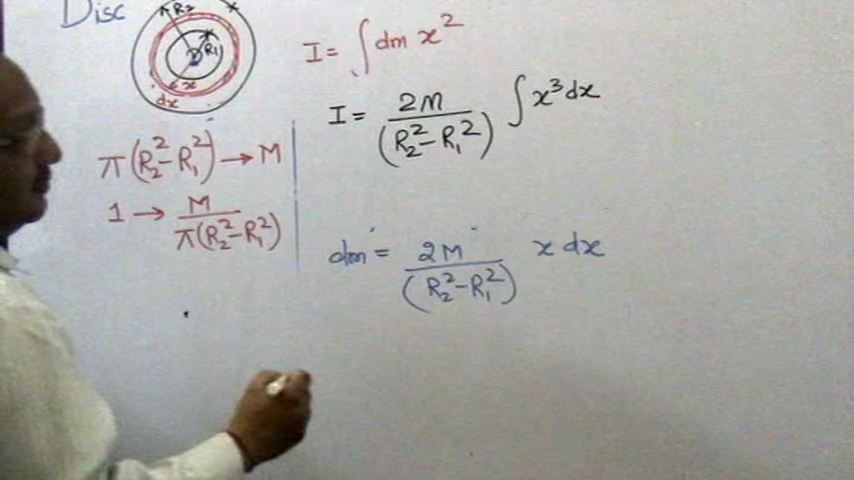 Disc
R₂
R₁
x
dx
π(R₂²-R₁²)→M
1→ M/π(R₂²-R₁²)
I = ∫dm x²
I = 2M/(R₂²-R₁²) ∫x³dx
dm = 2M/(R₂²-R₁²) x dx